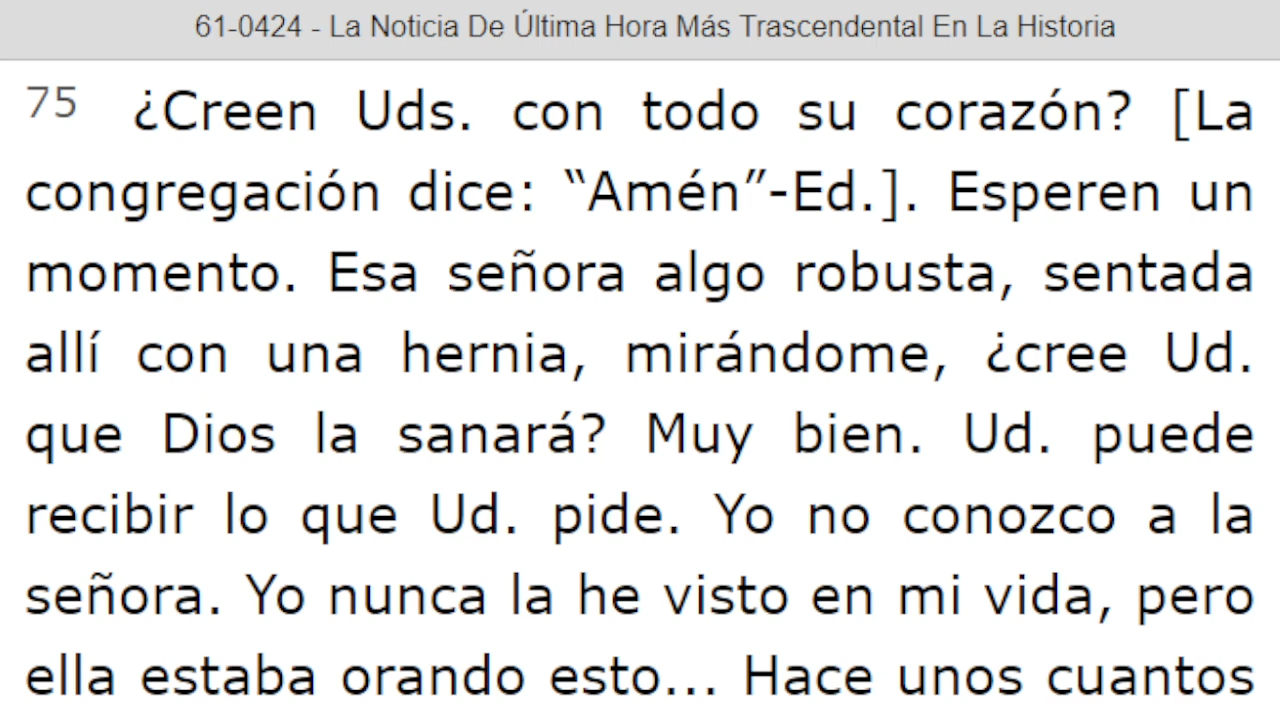 61-0424 - La Noticia De Última Hora Más Trascendental En La Historia
75 ¿Creen Uds. con todo su corazón? [La
congregación dice: “Amén”-Ed.]. Esperen un
momento. Esa señora algo robusta, sentada
allí con una hernia, mirándome, ¿cree Ud.
que Dios la sanará? Muy bien. Ud. puede
recibir lo que Ud. pide. Yo no conozco a la
señora. Yo nunca la he visto en mi vida, pero
ella estaba orando esto... Hace unos cuantos